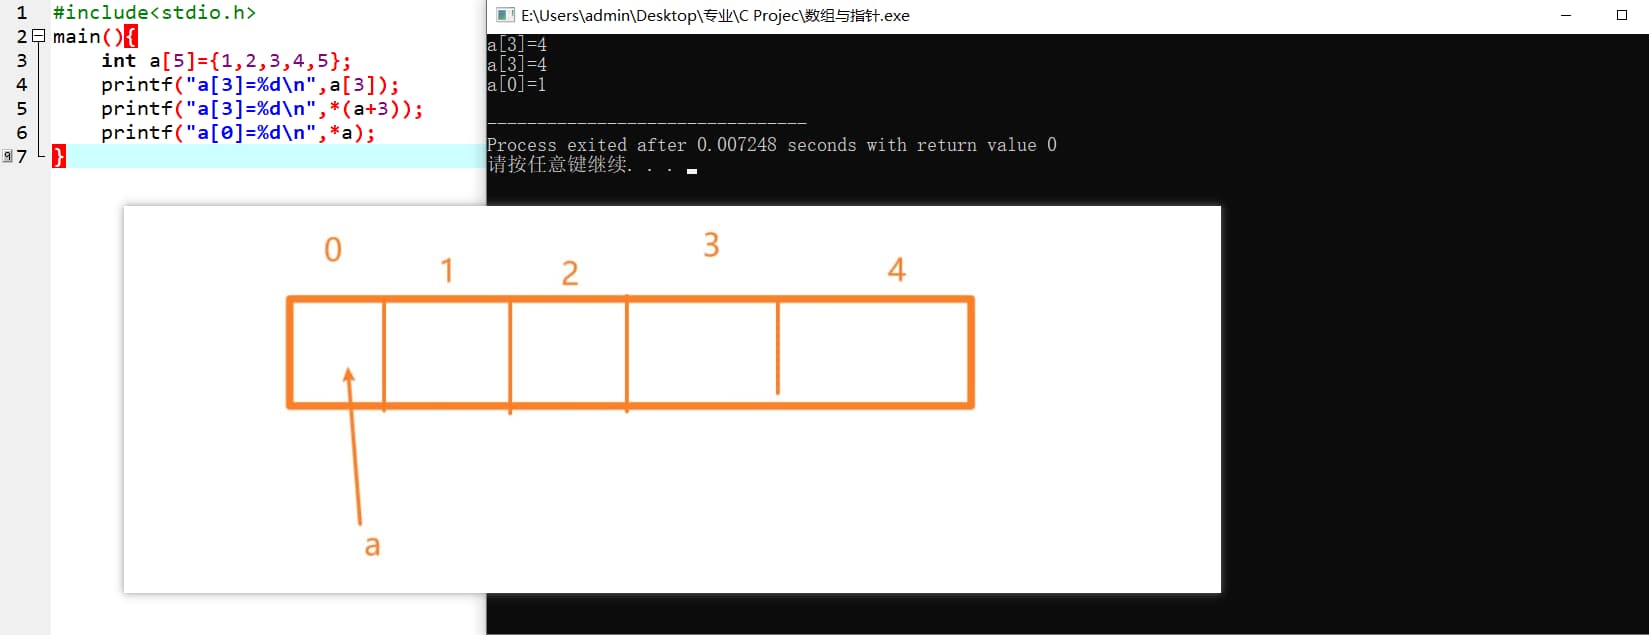 1 #include<stdio.h>
2 main(){
3 int a[5]={1,2,3,4,5};
4 printf("a[3]=%d\n",a[3]);
5 printf("a[3]=%d\n",*(a+3));
6 printf("a[0]=%d\n",*a);
7 }
E:\Users\admin\Desktop\专业\C Projec\数组与指针.exe
a[3]=4
a[3]=4
a[0]=1
--------------------------------
Process exited after 0.007248 seconds with return value 0
请按任意键继续. . .
0 1 2 3 4
a